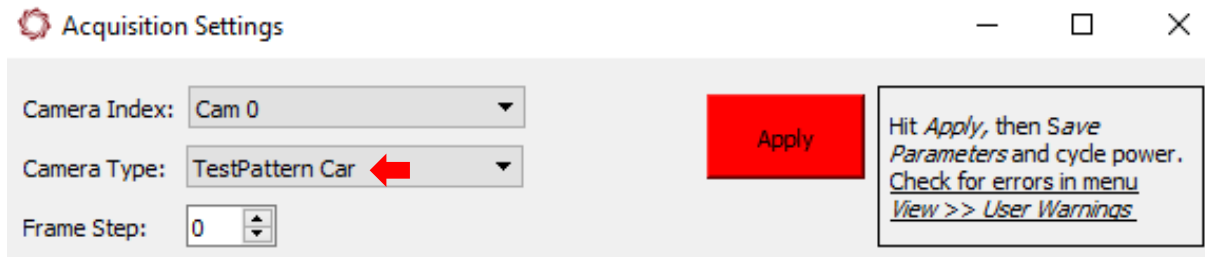 Acquisition Settings
Camera Index: Cam 0
Camera Type: TestPattern Car
Frame Step: 0
Apply
Hit Apply, then Save
Parameters and cycle power.
Check for errors in menu
View >> User Warnings